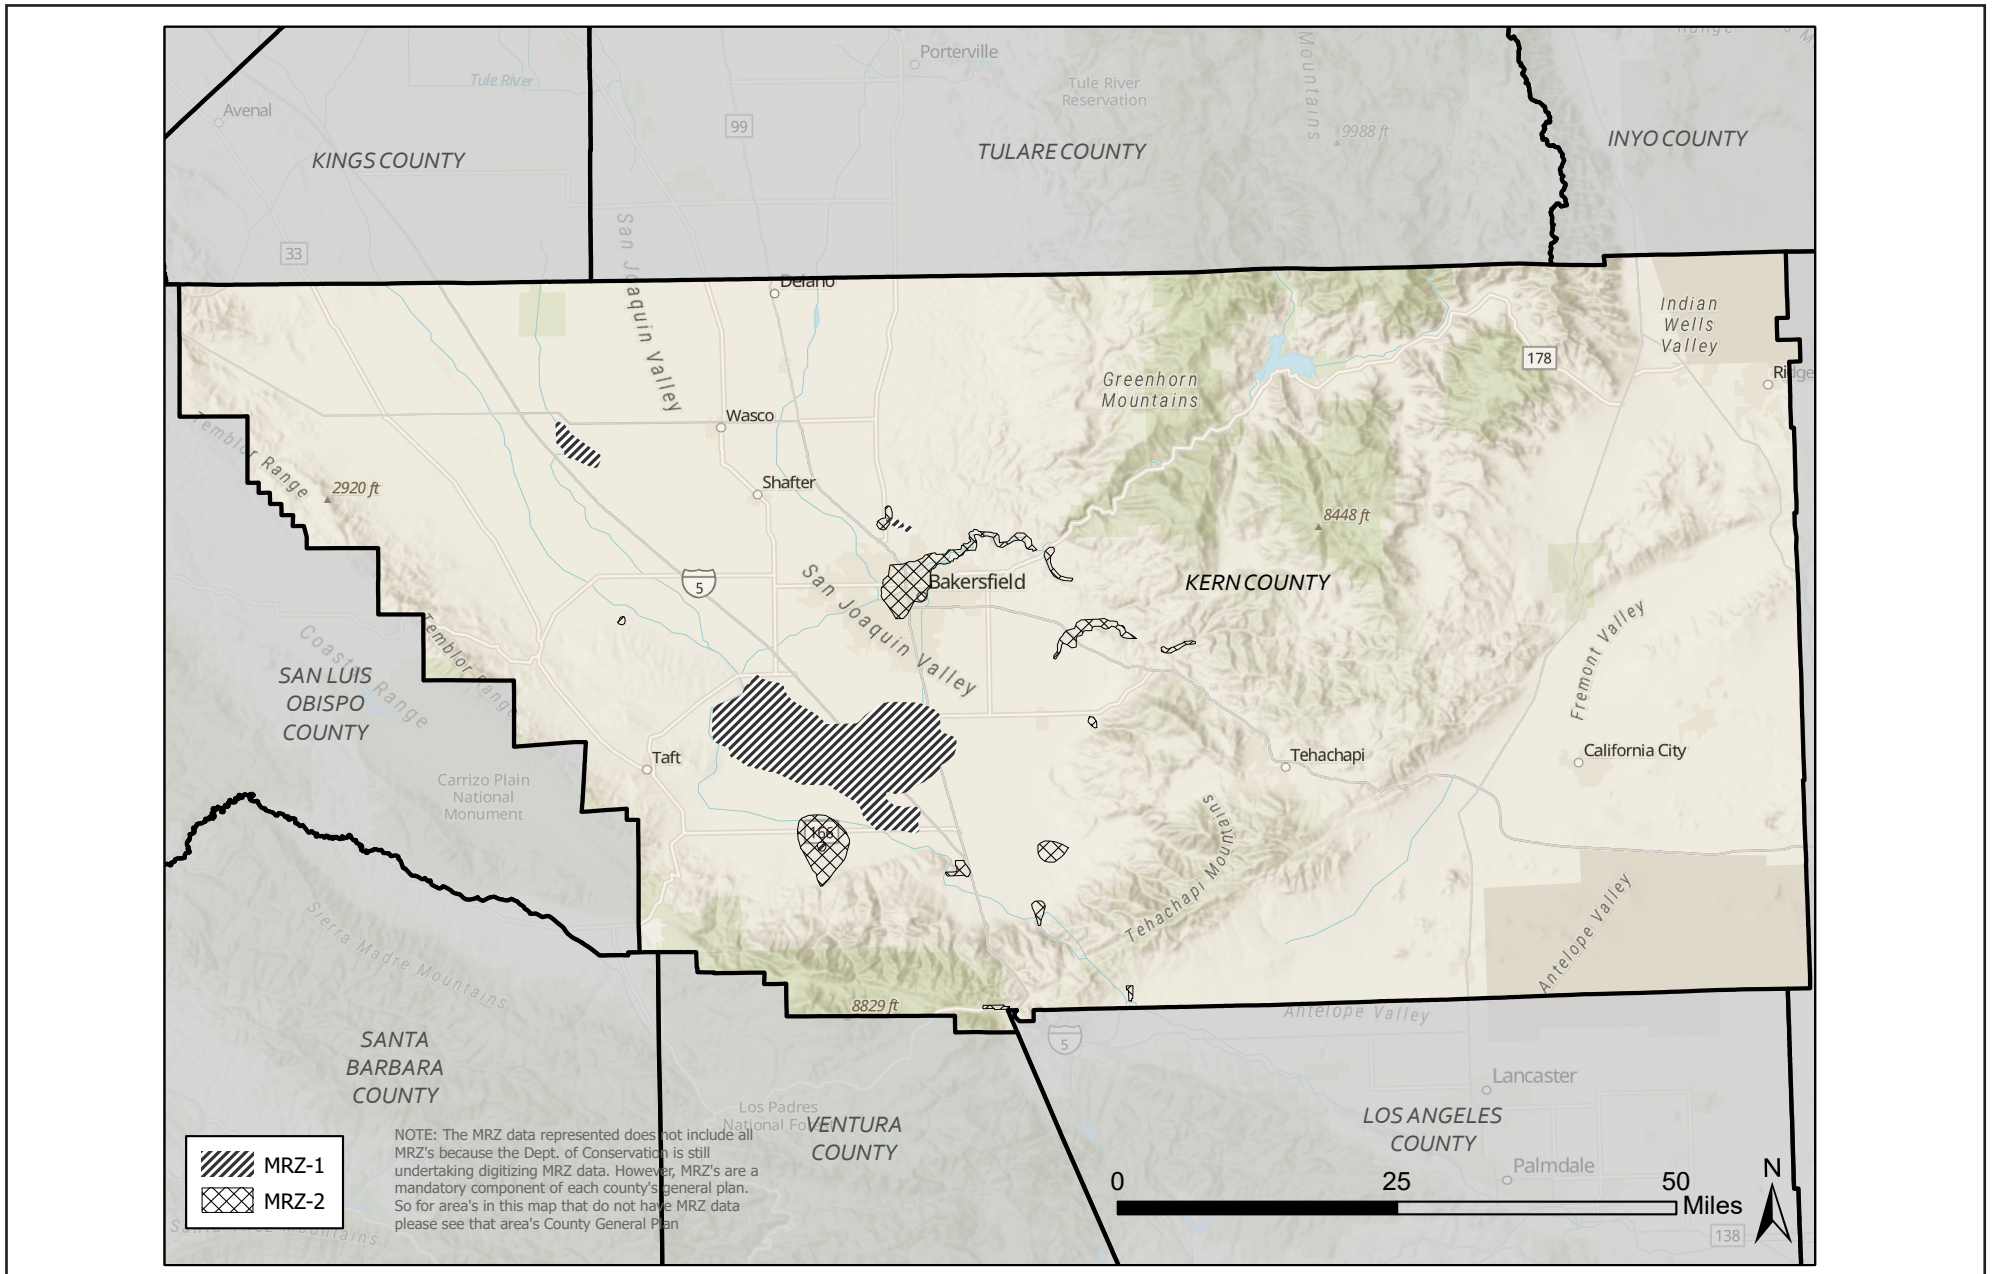 Range
Porterville
Tule River
Tule River
Reservation
Mountains
Avenal
99
9988 ft
KINGS COUNTY
TULARE COUNTY
INYO COUNTY
33
San Joaquin Valley
Delano
Indian
Wells
Valley
178
Ridge
Greenhorn
Mountains
Wasco
Temblor Range
2920 ft
Shafter
8448 ft
5
San Joaquin Valley
Bakersfield
KERN COUNTY
Fremont Valley
Coastal Range
Temblor Range
SAN LUIS
OBISPO
COUNTY
Taft
Tehachapi
California City
Carrizo Plain
National
Monument
166
Tehachapi Mountains
Antelope Valley
Sierra Madre Mountains
8829 ft
Antelope Valley
5
SANTA
BARBARA
COUNTY
Los Padres
National Forest
VENTURA
COUNTY
Lancaster
LOS ANGELES
COUNTY
Palmdale
138
MRZ-1
MRZ-2
NOTE: The MRZ data represented does not include all
MRZ's because the Dept. of Conservation is still
undertaking digitizing MRZ data. However, MRZ's are a
mandatory component of each county's general plan.
So for area's in this map that do not have MRZ data
please see that area's County General Plan
0 25 50
Miles
N